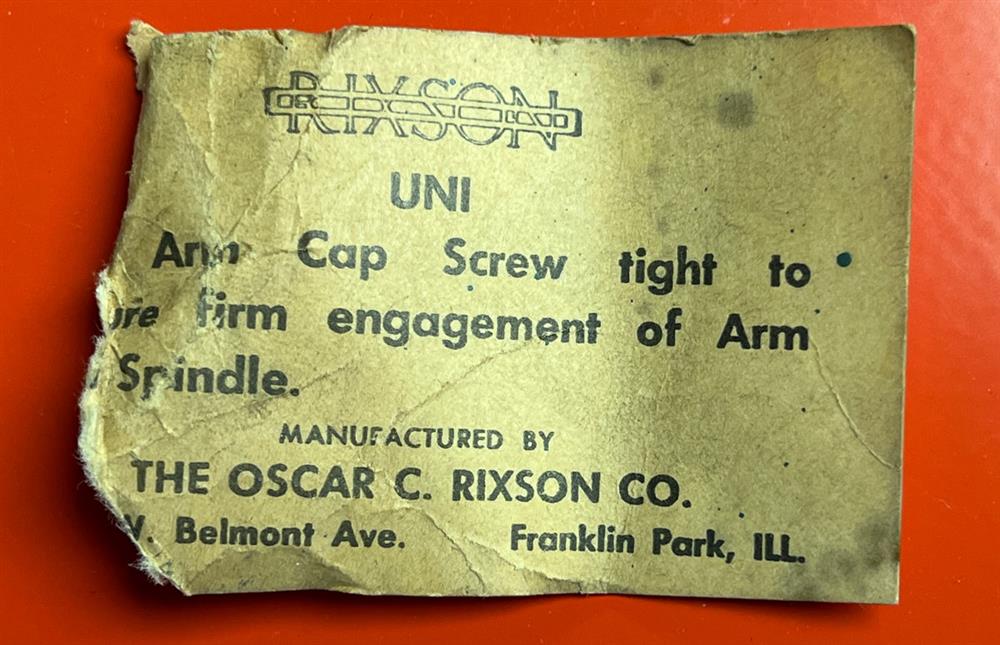 RIXSON
UNI
Arm Cap Screw tight to
firm engagement of Arm
Spindle.
MANUFACTURED BY
THE OSCAR C. RIXSON CO.
W. Belmont Ave. Franklin Park, ILL.